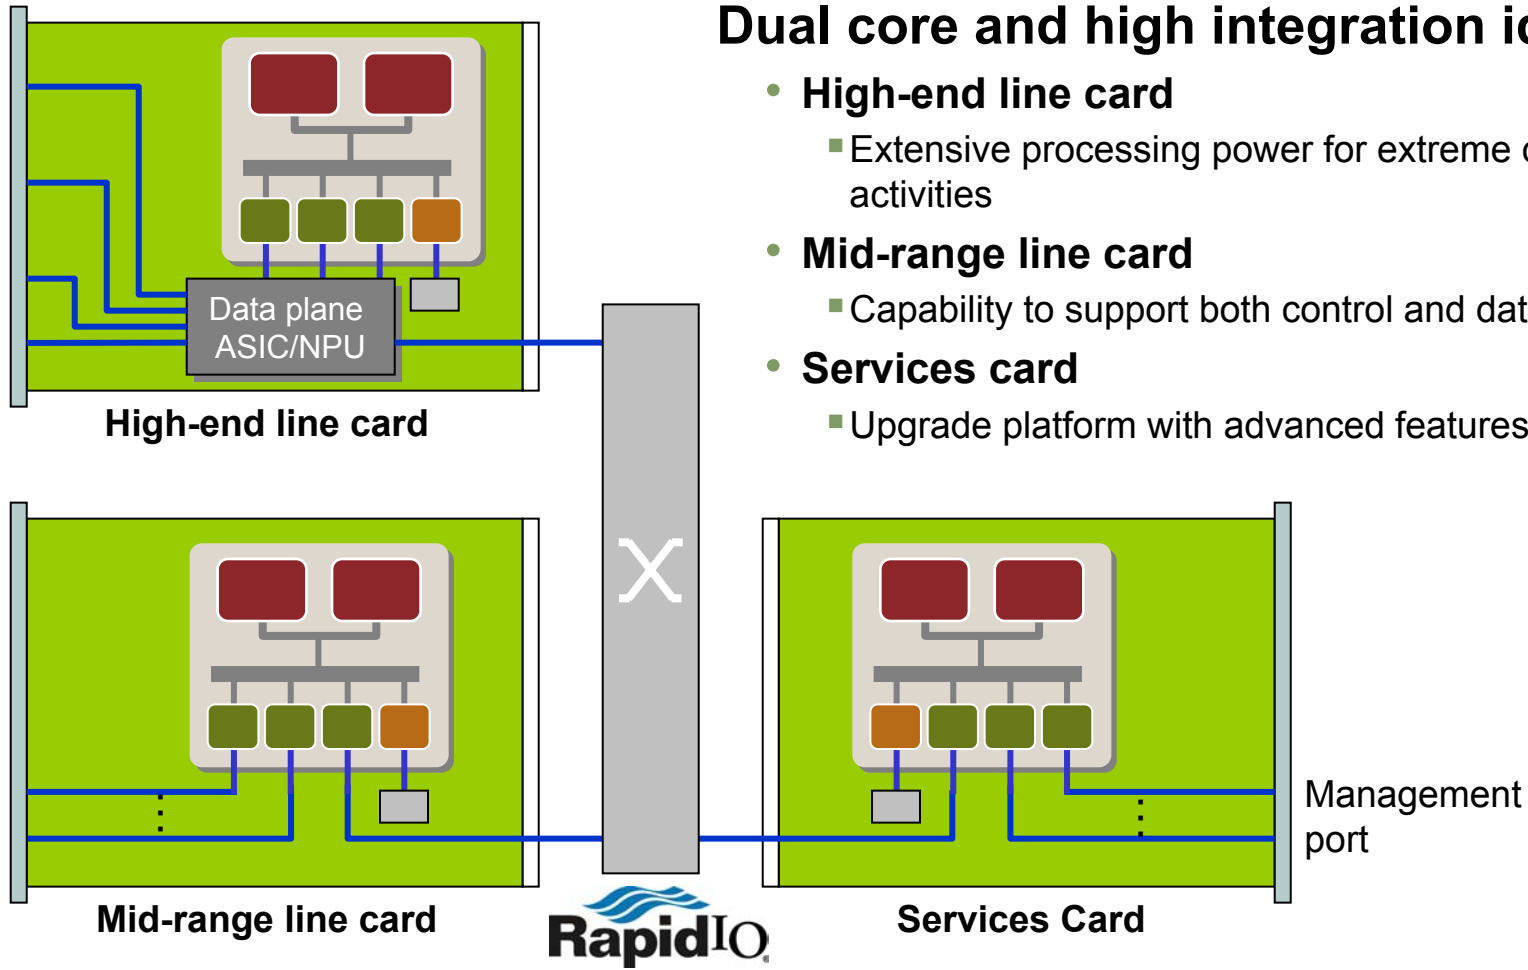 Dual core and high integration
• High-end line card
▪ Extensive processing power for extreme
activities
• Mid-range line card
▪ Capability to support both control and
• Services card
▪ Upgrade platform with advanced features
Data plane
ASIC/NPU
High-end line card
X
Management
port
Mid-range line card
RapidIO
Services Card